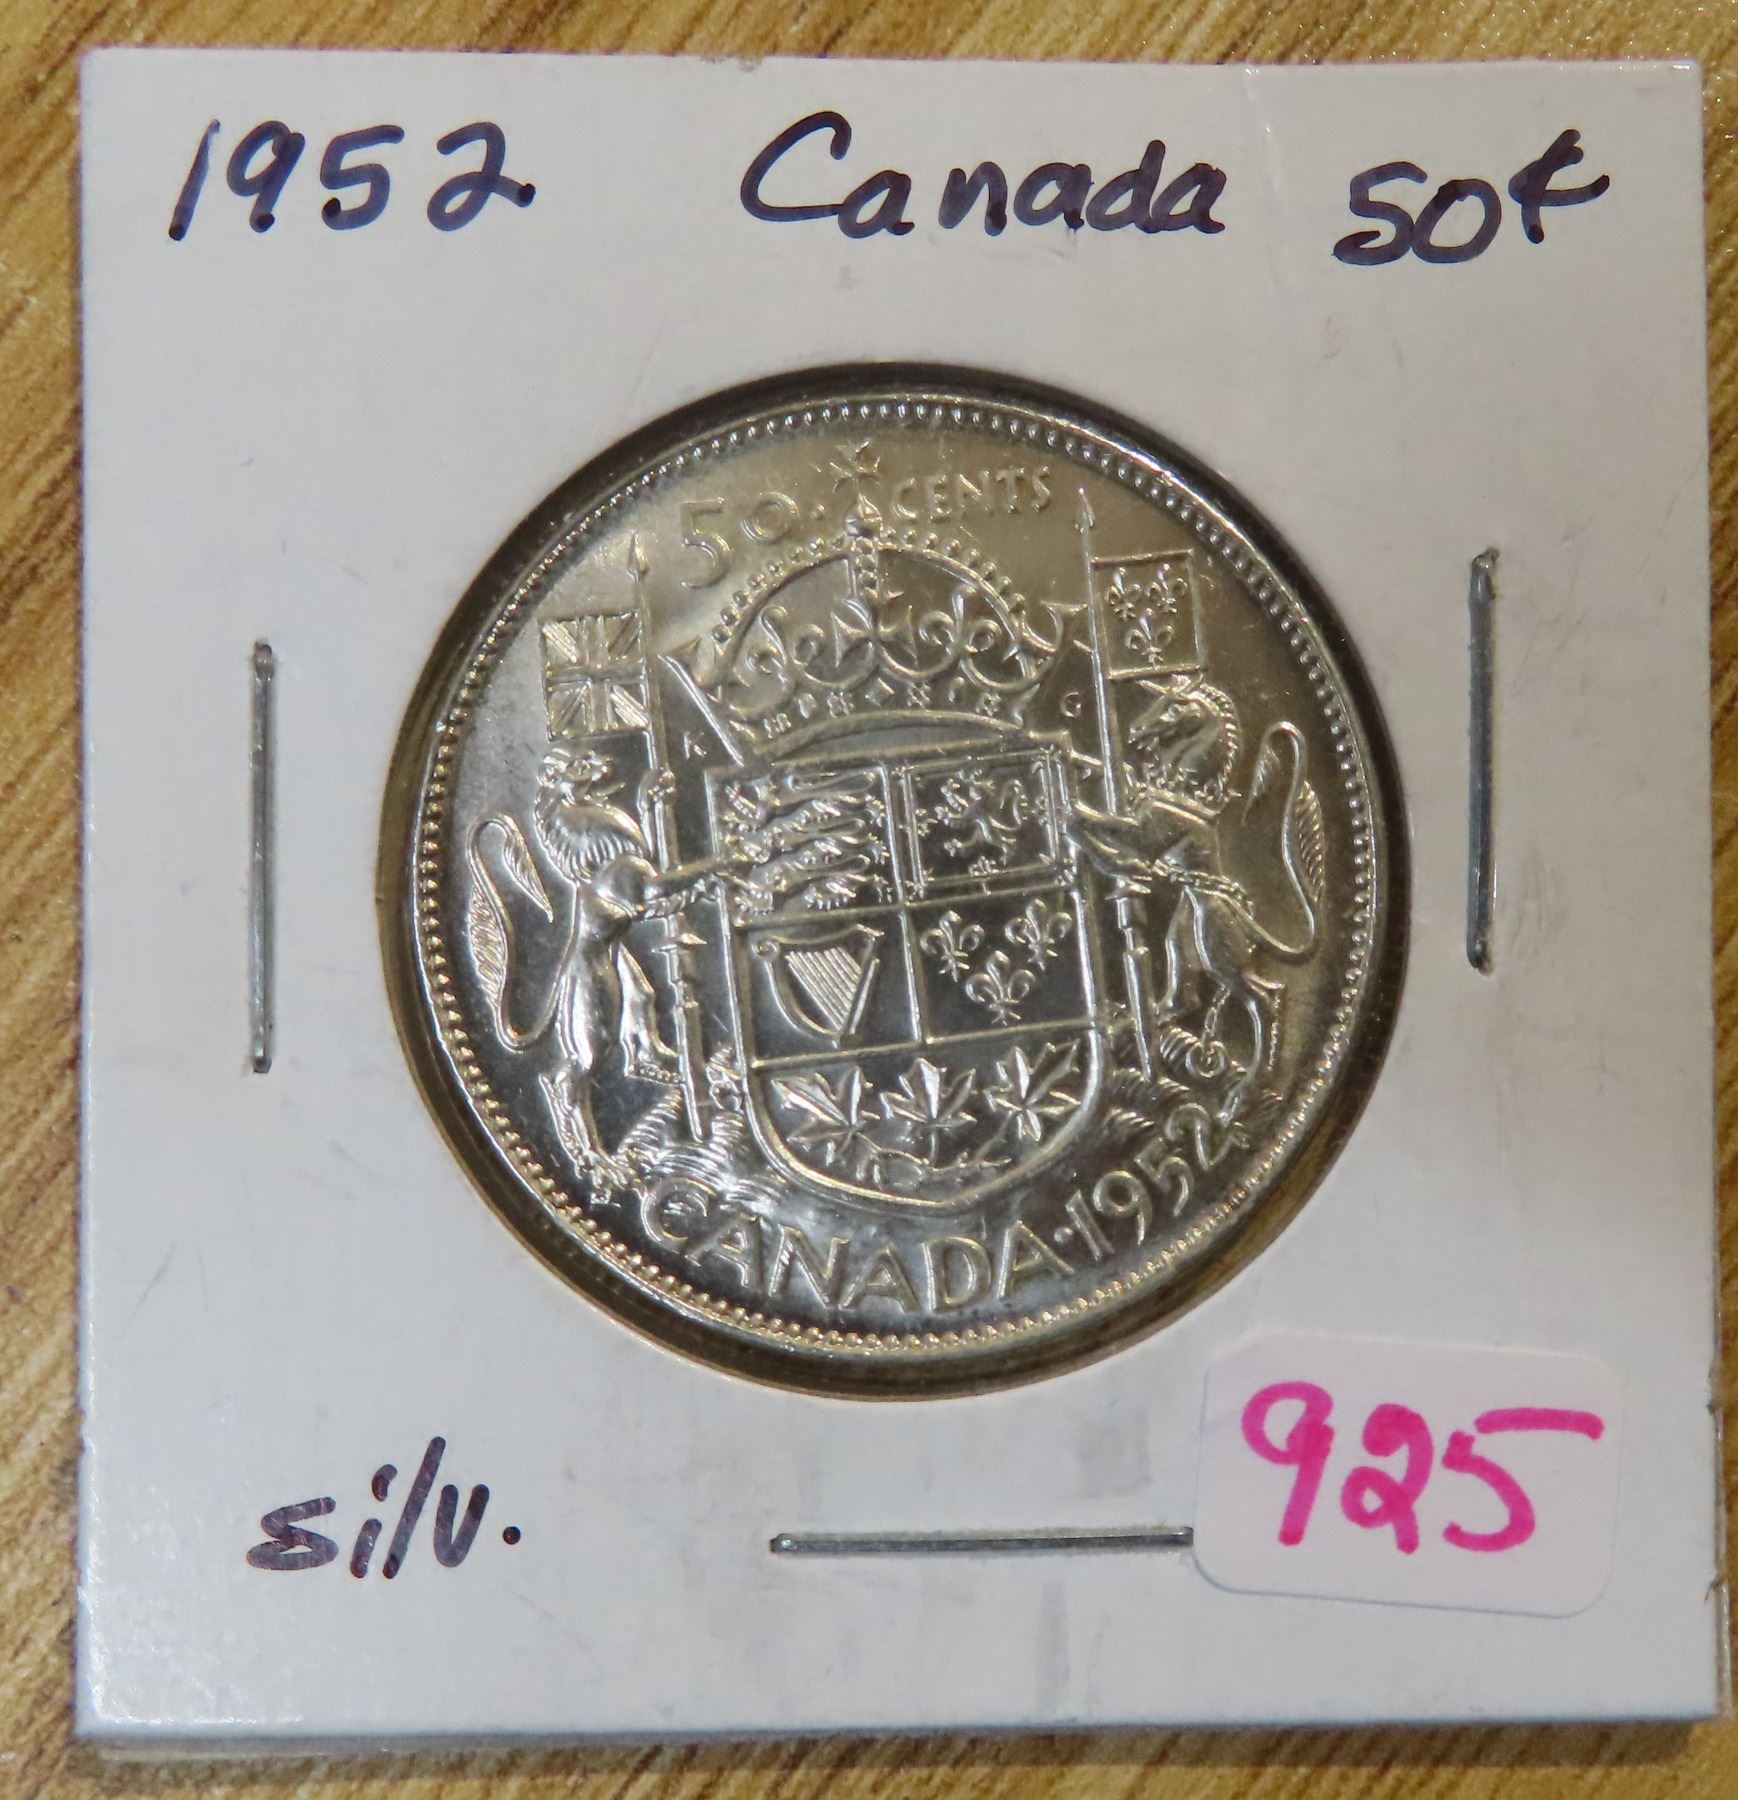 1952 Canada 50¢
50 CENTS
K G
CANADA · 1952
silv.
925